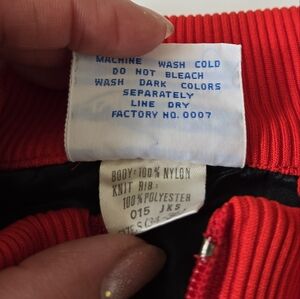 MACHINE WASH COLD
DO NOT BLEACH
WASH DARK COLORS
SEPARATELY
LINE DRY
FACTORY NO. 0007
BODY: 100% NYLON
KNIT RIB:
100% POLYESTER
015 JKS